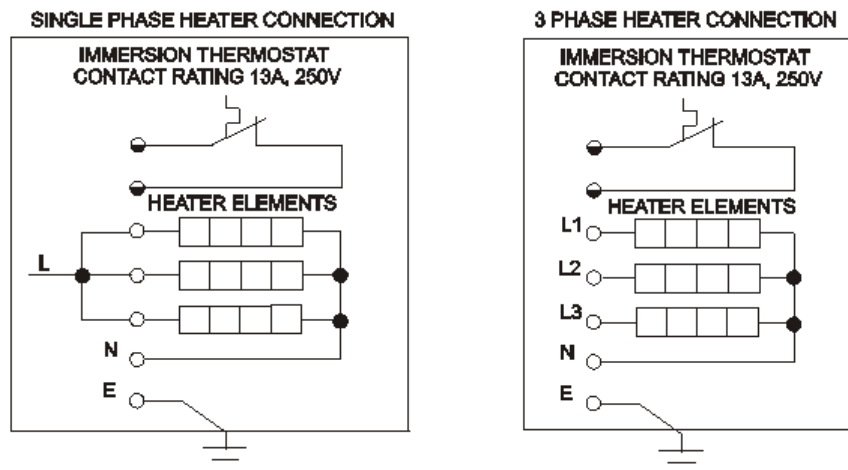 SINGLE PHASE HEATER CONNECTION
IMMERSION THERMOSTAT
CONTACT RATING 13A, 250V
HEATER ELEMENTS
L
N
E
3 PHASE HEATER CONNECTION
IMMERSION THERMOSTAT
CONTACT RATING 13A, 250V
HEATER ELEMENTS
L1
L2
L3
N
E